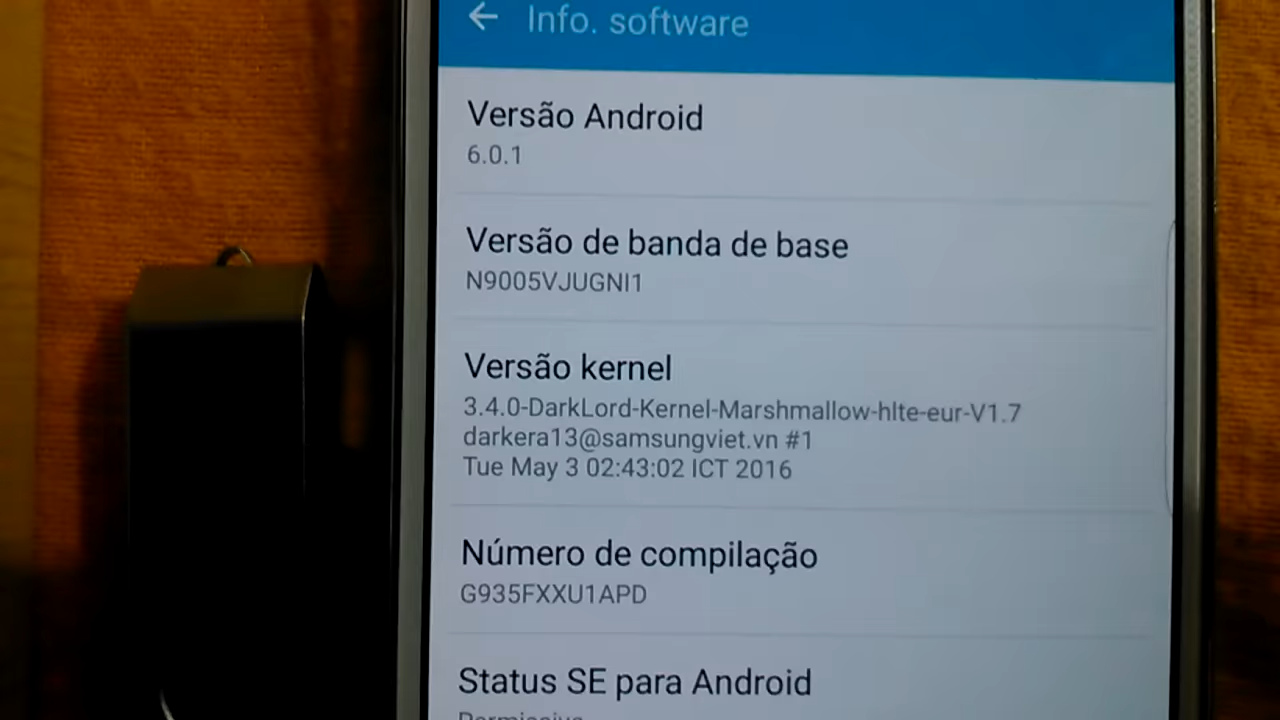 Info. software
Versão Android
6.0.1
Versão de banda de base
N9005VJUGNI1
Versão kernel
3.4.0-DarkLord-Kernel-Marshmallow-hlte-eur-V1.7
darkera13@samsungviet.vn #1
Tue May 3 02:43:02 ICT 2016
Número de compilação
G935FXXU1APD
Status SE para Android